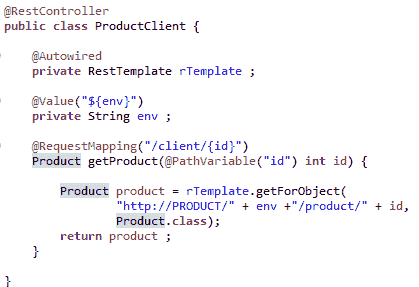 @RestController
public class ProductClient {
@Autowired
private RestTemplate rTemplate ;
@Value("${env}")
private String env ;
@RequestMapping("/client/{id}")
Product getProduct(@PathVariable("id") int id) {
Product product = rTemplate.getForObject(
"http://PRODUCT/" + env +"/product/" + id,
Product.class);
return product ;
}
}